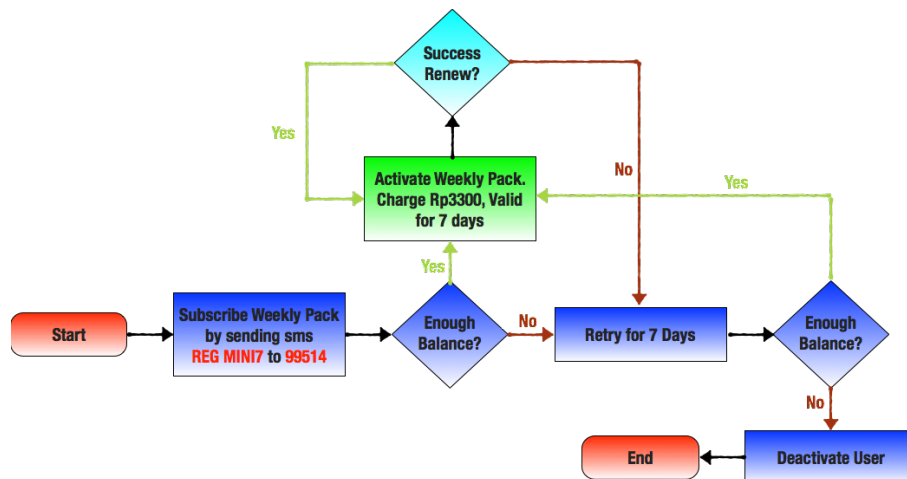 Success
Renew?
Yes
No
Activate Weekly Pack.
Charge Rp3300, Valid
for 7 days
Yes
Yes
Start
Subscribe Weekly Pack
by sending sms
REG MINI7 to 99514
Enough
Balance?
No
Retry for 7 Days
Enough
Balance?
No
End
Deactivate User